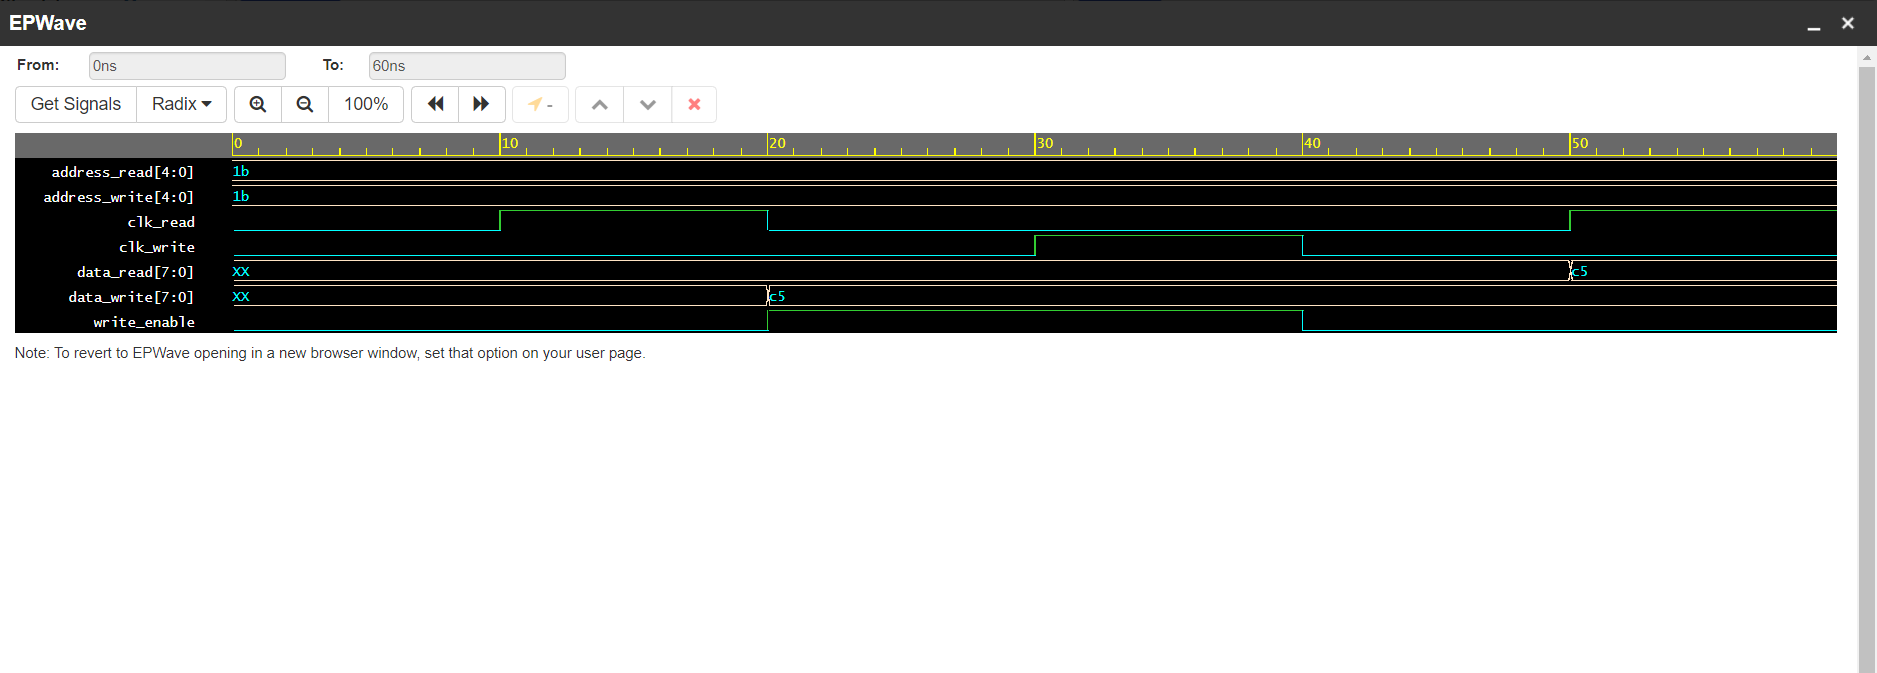 EPWave
From: 0ns To: 60ns
Get Signals Radix 100% -
0 10 20 30 40 50
address_read[4:0] 1b
address_write[4:0] 1b
clk_read
clk_write
data_read[7:0] XX c5
data_write[7:0] XX c5
write_enable
Note: To revert to EPWave opening in a new browser window, set that option on your user page.